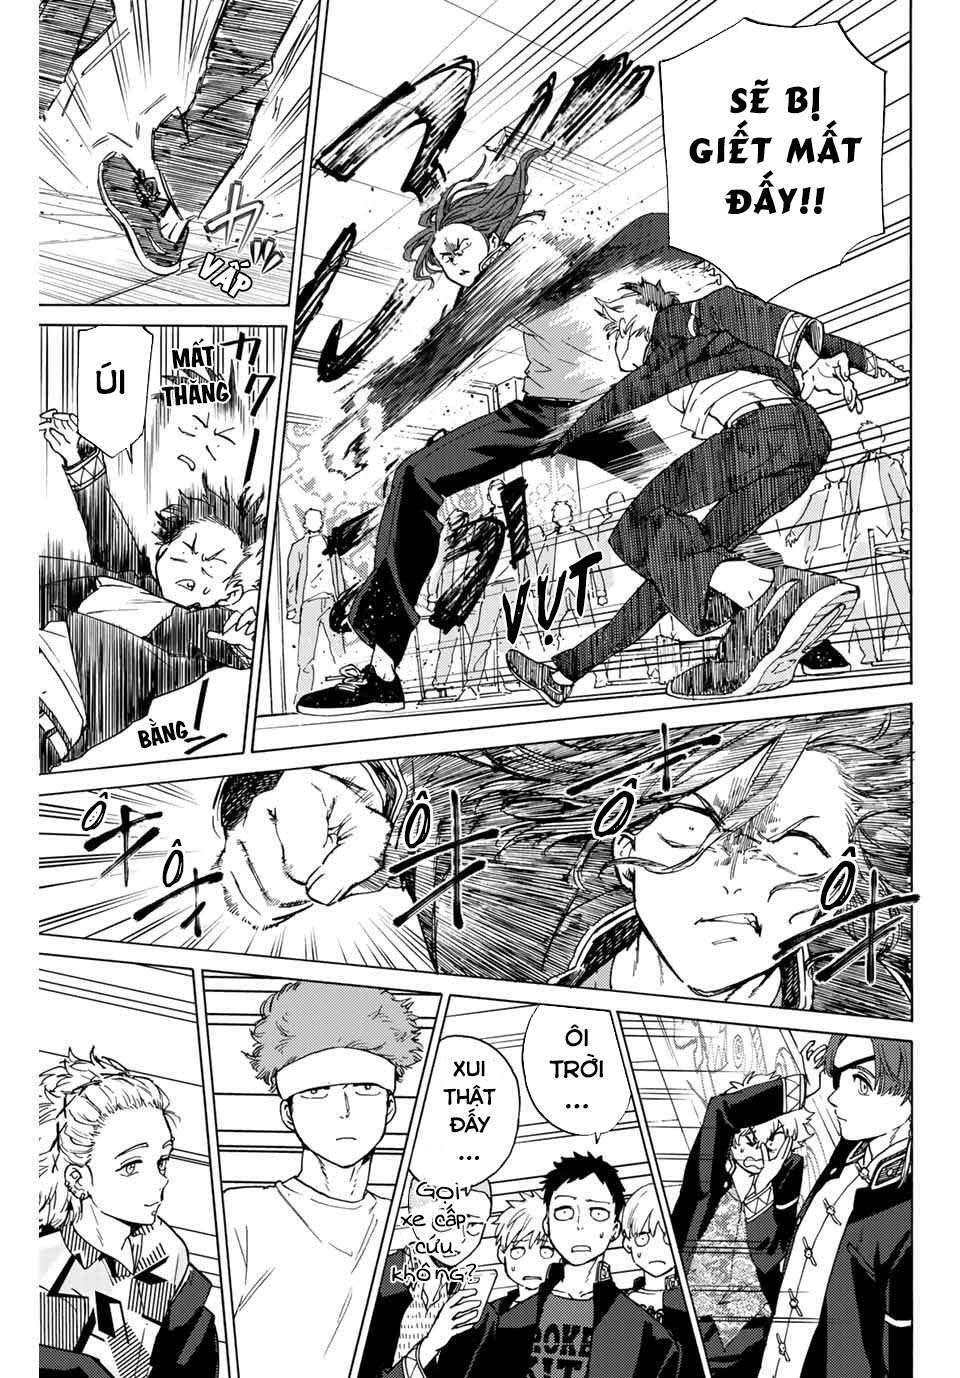 SẼ BỊ
GIẾT MẤT
ĐẤY!!
VỤT
VẤP
MẤT
THĂNG
ÚI
BẰNG
Ô
Ô
Ô
Ô
Ô
ÔI
TRỜI
...
XUI
THẬT
ĐẤY
...
Gọi
xe cấp
cứu
không?